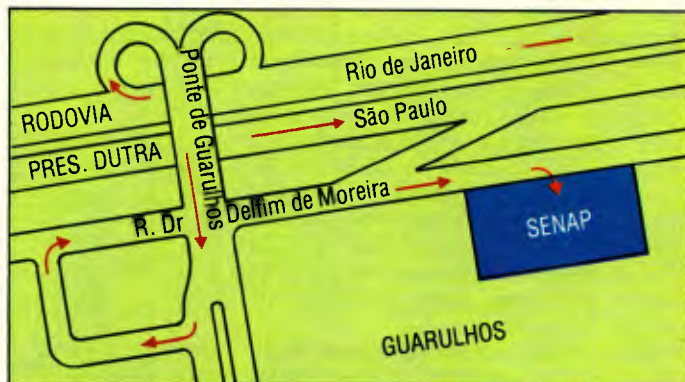 Ponte de Guarulhos
Rio de Janeiro
RODOVIA
São Paulo
PRES. DUTRA
R. Dr Delfim de Moreira
SENAP
GUARULHOS